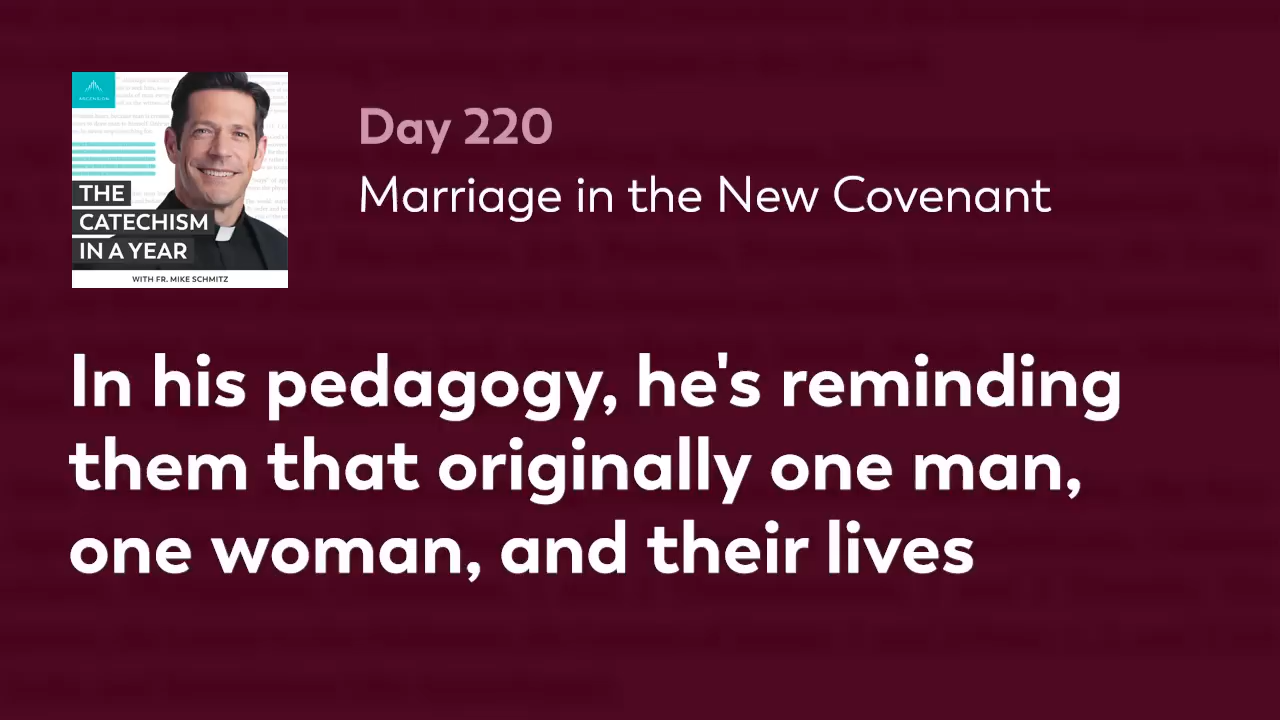 ASCENSION
THE
CATECHISM
IN A YEAR
WITH FR. MIKE SCHMITZ
Day 220
Marriage in the New Covenant
In his pedagogy, he's reminding
them that originally one man,
one woman, and their lives